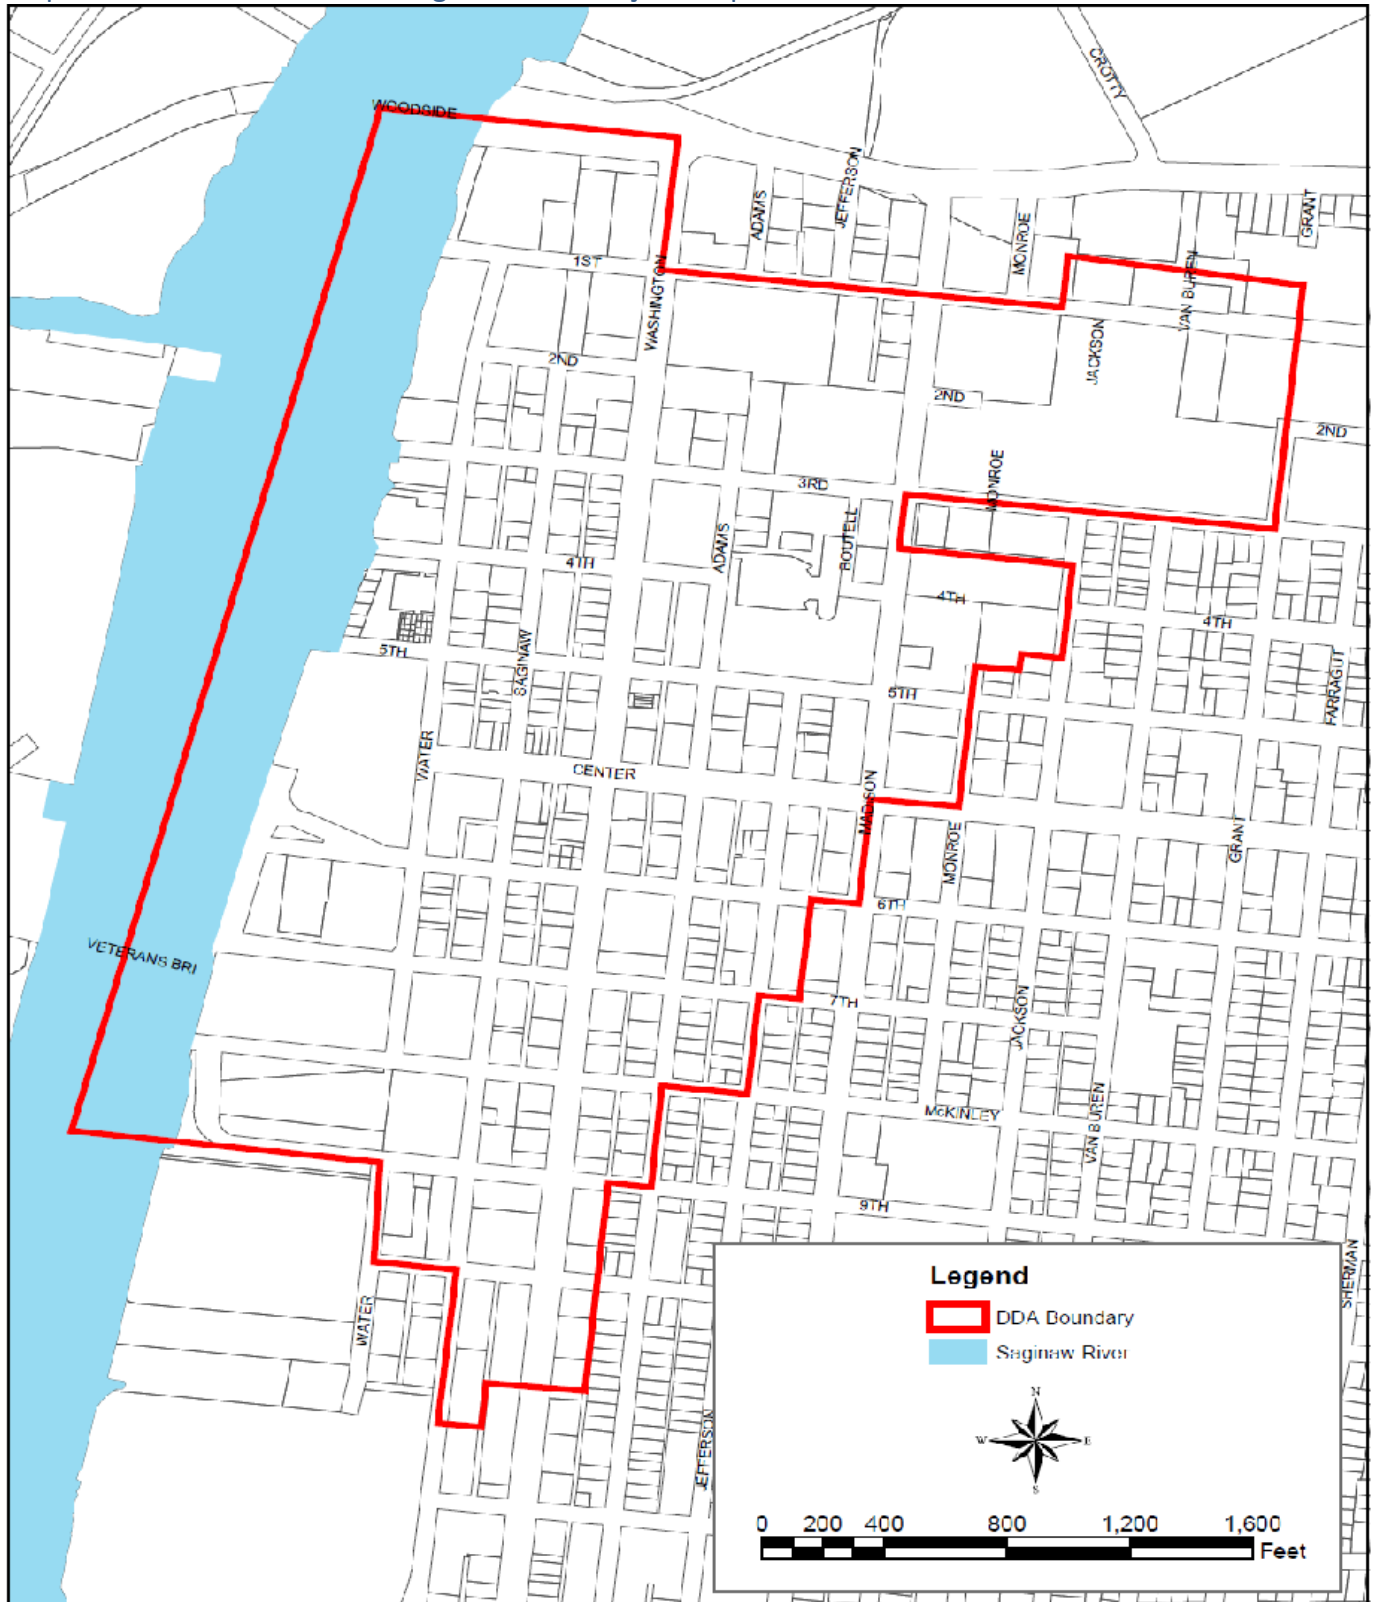 CROTTY
WOODSIDE
JEFFERSON
ADAMS
GRANT
MONROE
1ST
VAN BUREN
WASHINGTON
JACKSON
2ND
2ND
2ND
MONROE
3RD
ADAMS
BOUTELL
4TH
4TH
4TH
5TH
SAGINAW
FARRAGUT
5TH
WATER
CENTER
MADISON
MONROE
GRANT
6TH
VETERANS BRI
7TH
JACKSON
McKINLEY
VAN BUREN
9TH
SHERMAN
WATER
JEFFERSON
Legend
DDA Boundary
Saginaw River
N
W E
S
0 200 400 800 1,200 1,600
Feet